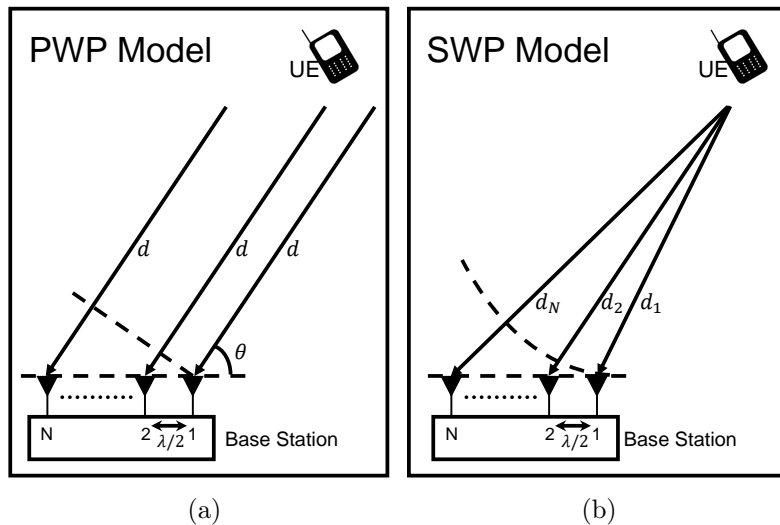 PWP Model
UE
d
d
d
θ
N
2
λ/2
1
Base Station
(a)
SWP Model
UE
d_N
d_2
d_1
N
2
λ/2
1
Base Station
(b)